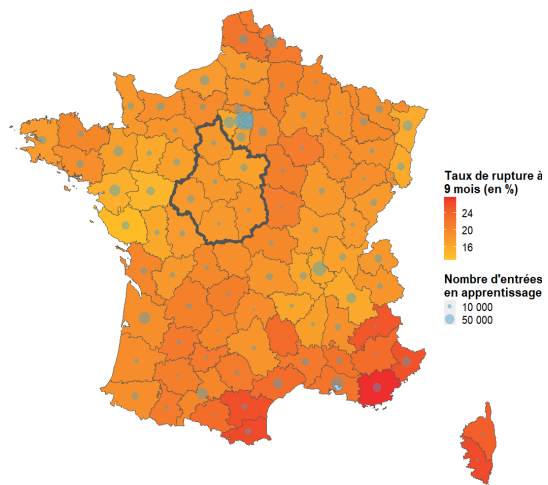 Taux de rupture à
9 mois (en %)
24
20
16
Nombre d'entrées
en apprentissage
10 000
50 000